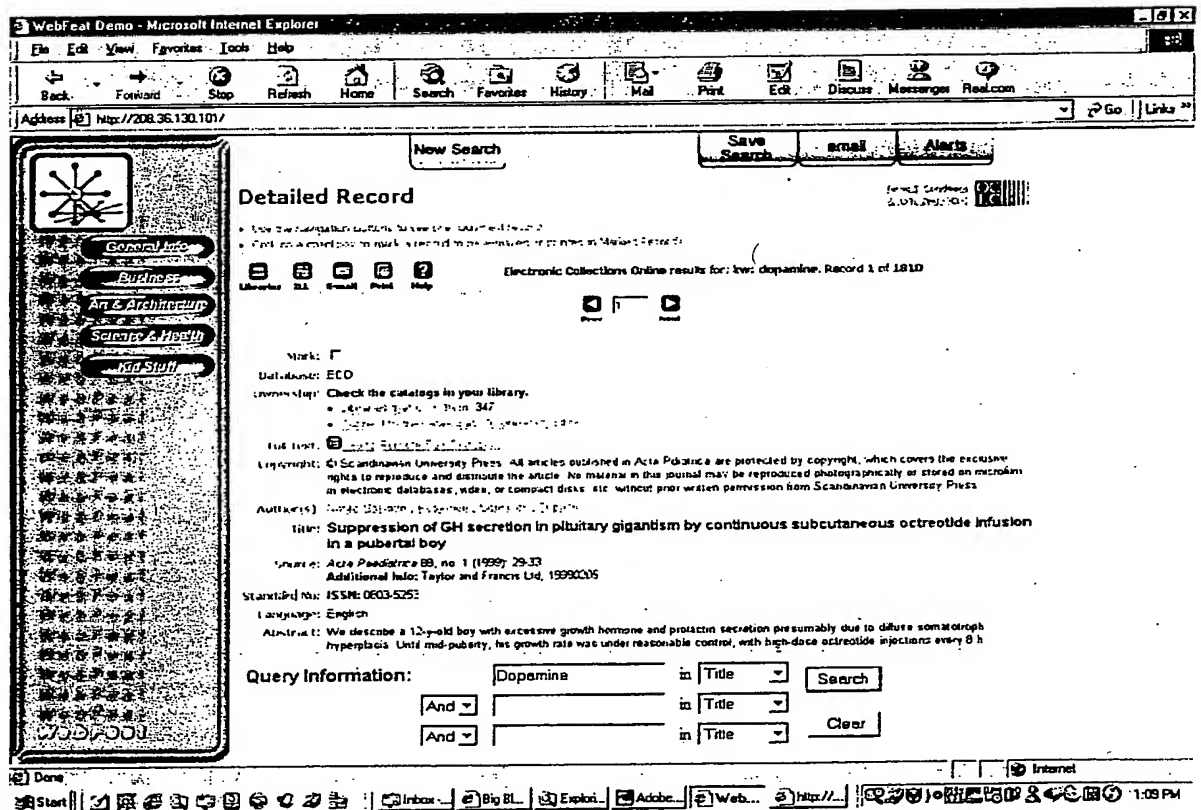 WebFeat Demo - Microsoft Internet Explorer
File Edit View Favorites Tools Help
Back Forward Stop Refresh Home Search Favorites History Mail Print Edit Discuss Messenger Real.com
Address http://208.36.130.101/ Go Links »
New Search Save Search email Alerts
Detailed Record
General Info
Business
Art & Architecture
Science & Health
Kid Stuff
Libraries ILL E-mail Print Help
Electronic Collections Online results for: kw: dopamine. Record 1 of 1810
Prev 1 Next
Mark:
Database: ECO
Ownership: Check the catalogs in your library.
347
Full Text:
Copyright: © Scandinavian University Press. All articles published in Acta Pdiatrica are protected by copyright, which covers the exclusive
rights to reproduce and distribute the article. No material in this journal may be reproduced photographically or stored on microfilm
in electronic databases, video, or compact disks etc. without prior written permission from Scandinavian University Press
Author(s):
Title: Suppression of GH secretion in pituitary gigantism by continuous subcutaneous octreotide infusion
in a pubertal boy
Source: Acta Paediatrica 88, no. 1 (1999): 29-33
Additional Info: Taylor and Francis Ltd, 19990205
Standard No: ISSN: 0803-5253
Language: English
Abstract: We describe a 12-y-old boy with excessive growth hormone and prolactin secretion presumably due to diffuse somatotroph
hyperplasia. Until mid-puberty, his growth rate was under reasonable control, with high-dose octreotide injections every 8 h
Query Information: Dopamine in Title Search
And in Title
And in Title Clear
WebFeat
Done Internet
Start Inbox -... Big Bl... Explori... Adobe... Web... http://... 1:09 PM